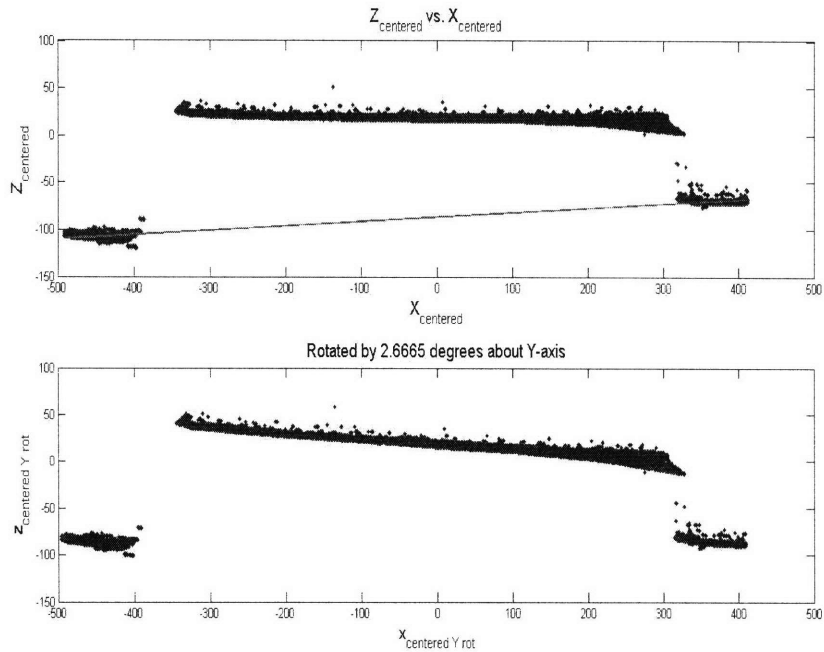 Z_centered vs. X_centered
100
50
0
-50
-100
-150
Z_centered
-500 -400 -300 -200 -100 0 100 200 300 400 500
X_centered
Rotated by 2.6665 degrees about Y-axis
100
50
0
-50
-100
-150
z_centered Y rot
-500 -400 -300 -200 -100 0 100 200 300 400 500
x_centered Y rot